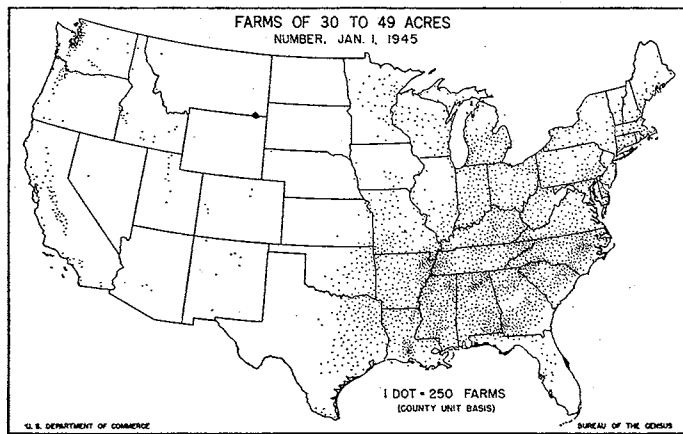 FARMS OF 30 TO 49 ACRES
NUMBER, JAN. 1, 1945
1 DOT = 250 FARMS
(COUNTY UNIT BASIS)
U. S. DEPARTMENT OF COMMERCE
BUREAU OF THE CENSUS